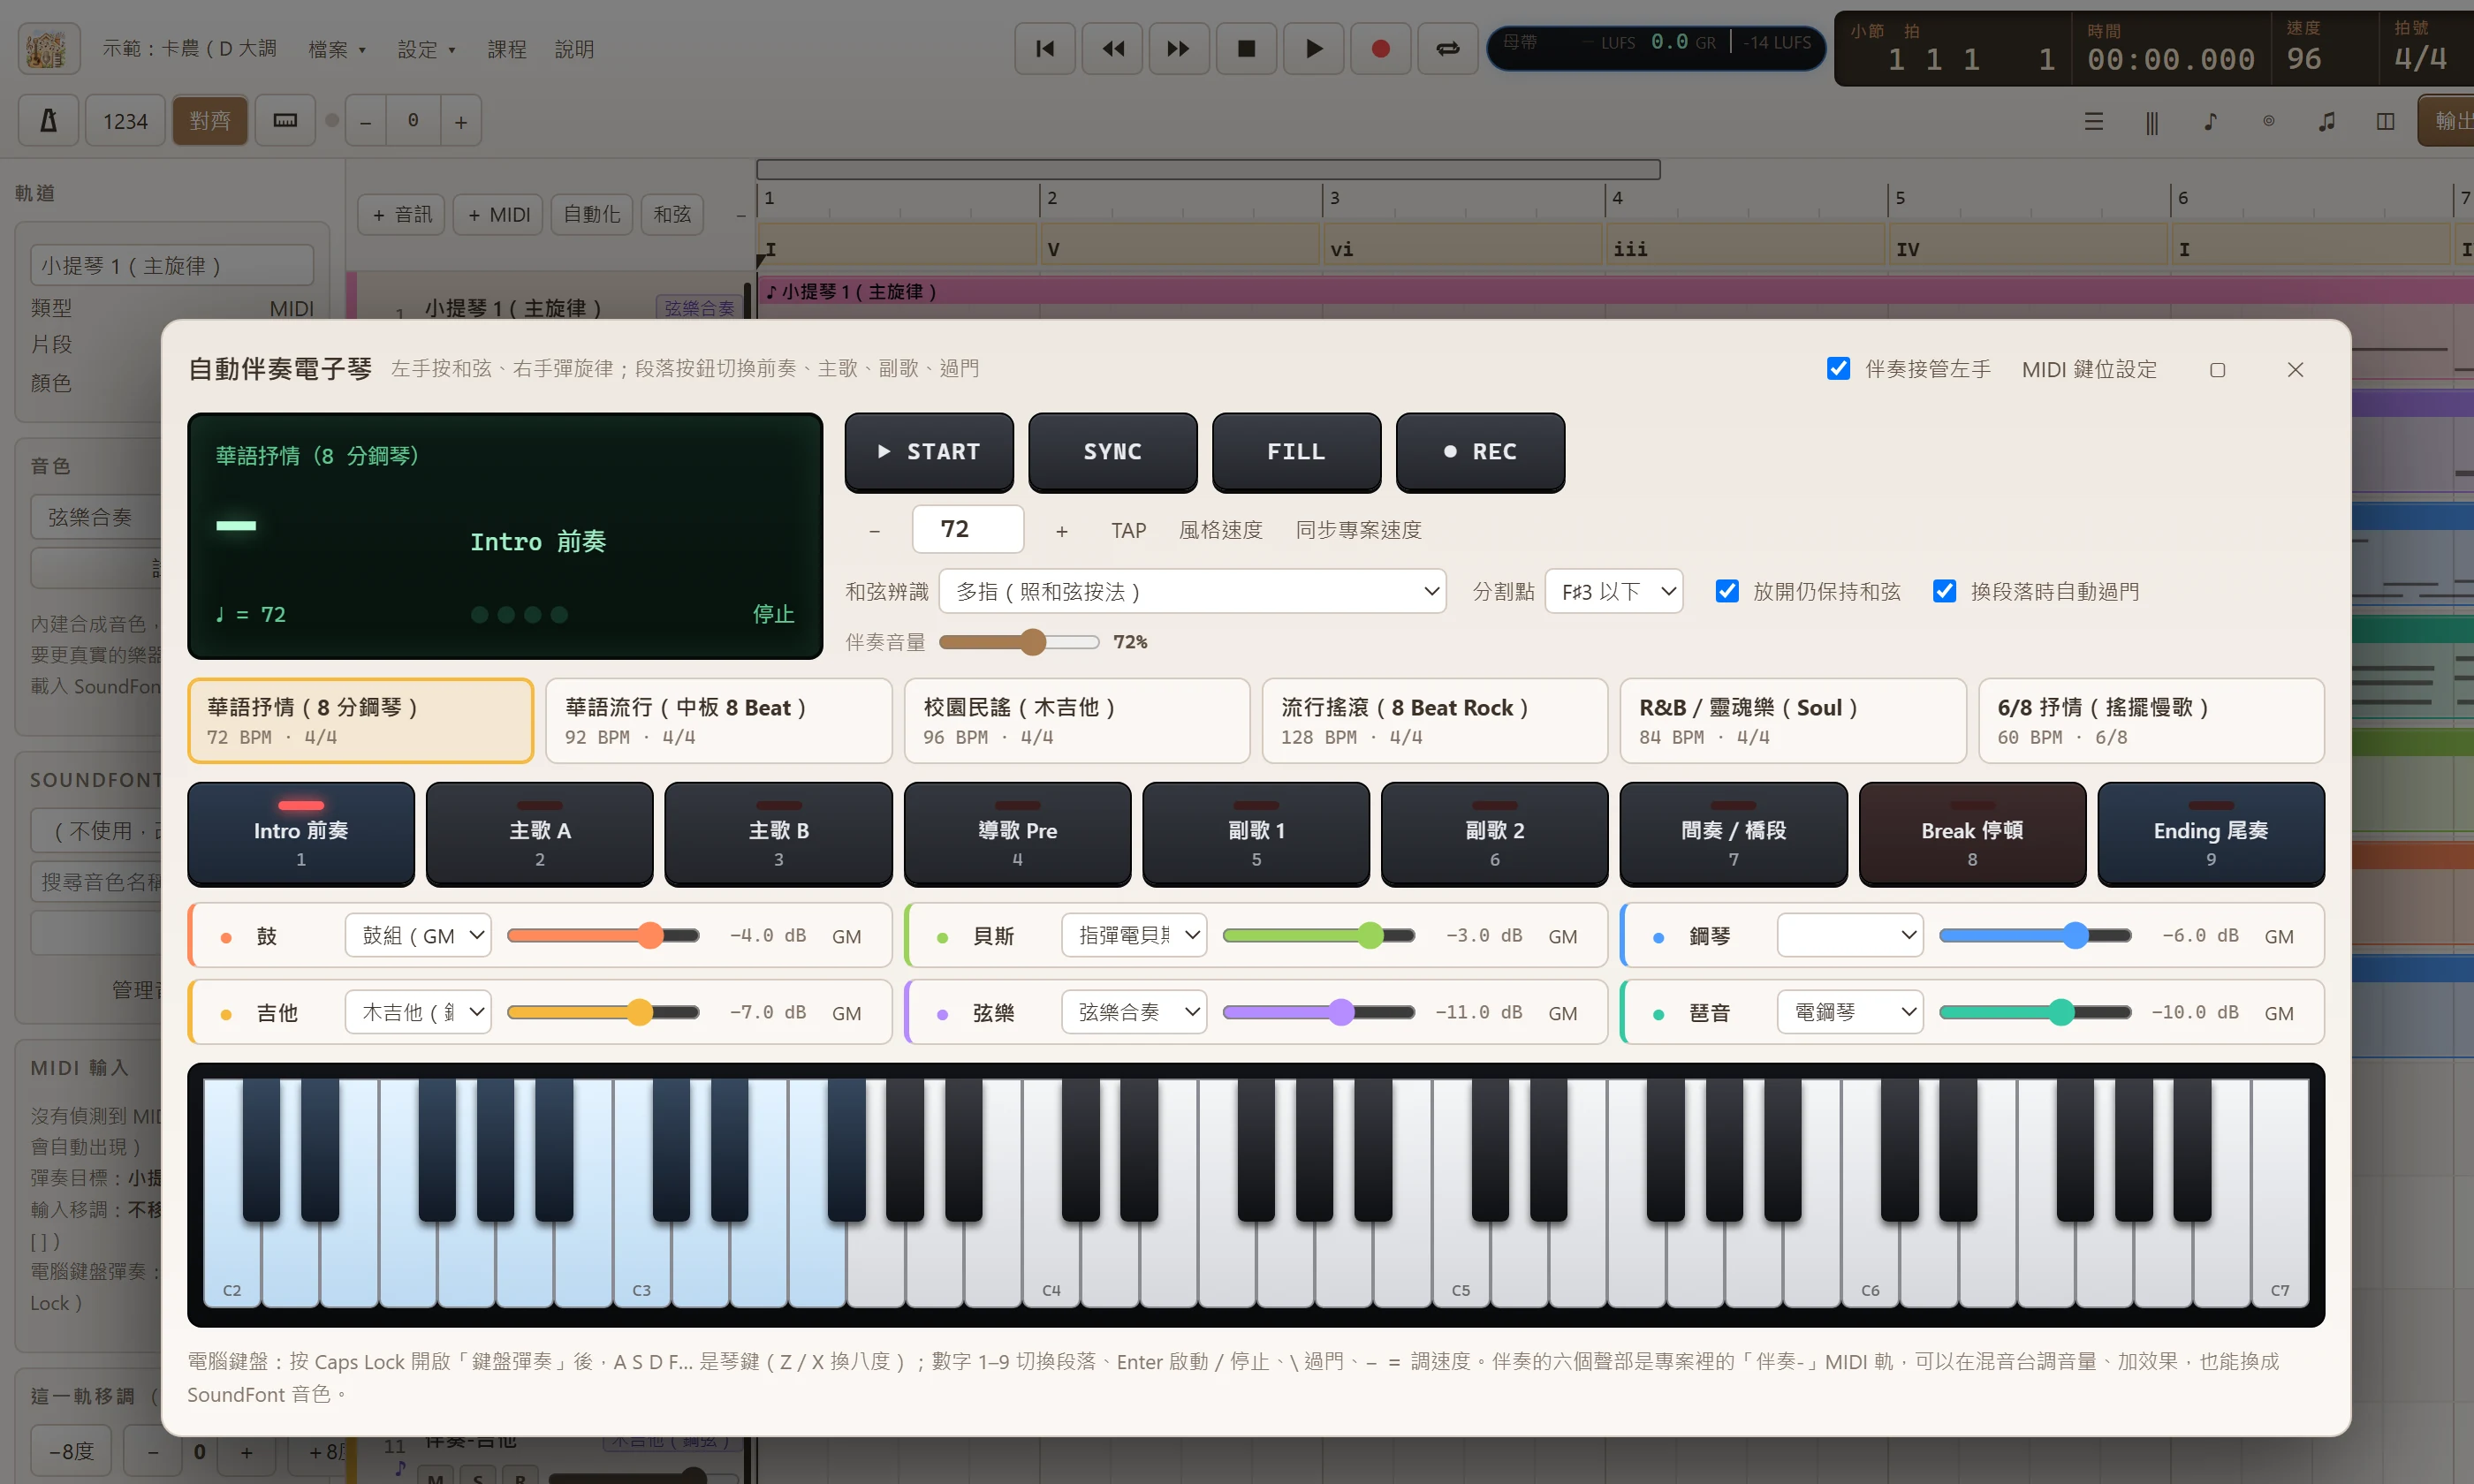 示範：卡農（D 大調
檔案 ▾
設定 ▾
課程
說明
母帶
— LUFS 0.0 GR
-14 LUFS
小節 拍
1 1 1 1
時間
00:00.000
速度
96
拍號
4/4
1234
對齊
− 0 +
輸出
軌道
小提琴 1（主旋律）
類型 MIDI
片段
顏色
音色
弦樂合奏
內建合成音色，
要更真實的樂器
載入 SoundFon
SOUNDFONT
（不使用，
搜尋音色名稱
管理
MIDI 輸入
沒有偵測到 MID
會自動出現）
彈奏目標：小提
輸入移調：不移
[ ]）
電腦鍵盤彈奏：
Lock）
這一軌移調（
−8度 − 0 + +8度
+ 音訊
+ MIDI
自動化
和弦
−
1 2 3 4 5 6 7
I V vi iii IV I I
1 小提琴 1（主旋律） 弦樂合奏
♪ 小提琴 1（主旋律）
自動伴奏電子琴
左手按和弦、右手彈旋律；段落按鈕切換前奏、主歌、副歌、過門
伴奏接管左手
MIDI 鍵位設定
華語抒情（8 分鋼琴）
Intro 前奏
♩ = 72
停止
▶ START
SYNC
FILL
● REC
− 72 + TAP 風格速度 同步專案速度
和弦辨識 多指（照和弦按法） 分割點 F♯3 以下 放開仍保持和弦 換段落時自動過門
伴奏音量 72%
華語抒情（8 分鋼琴）
72 BPM · 4/4
華語流行（中板 8 Beat）
92 BPM · 4/4
校園民謠（木吉他）
96 BPM · 4/4
流行搖滾（8 Beat Rock）
128 BPM · 4/4
R&B / 靈魂樂（Soul）
84 BPM · 4/4
6/8 抒情（搖擺慢歌）
60 BPM · 6/8
Intro 前奏
1
主歌 A
2
主歌 B
3
導歌 Pre
4
副歌 1
5
副歌 2
6
間奏 / 橋段
7
Break 停頓
8
Ending 尾奏
9
鼓 鼓組（GM −4.0 dB GM
貝斯 指彈電貝斯 −3.0 dB GM
鋼琴 −6.0 dB GM
吉他 木吉他（鋼 −7.0 dB GM
弦樂 弦樂合奏 −11.0 dB GM
琶音 電鋼琴 −10.0 dB GM
C2 C3 C4 C5 C6 C7
電腦鍵盤：按 Caps Lock 開啟「鍵盤彈奏」後，A S D F… 是琴鍵（Z / X 換八度）；數字 1–9 切換段落、Enter 啟動 / 停止、\ 過門、− = 調速度。伴奏的六個聲部是專案裡的「伴奏-」MIDI 軌，可以在混音台調音量、加效果，也能換成
SoundFont 音色。
11 伴奏-吉他 木吉他（鋼弦）
M S R